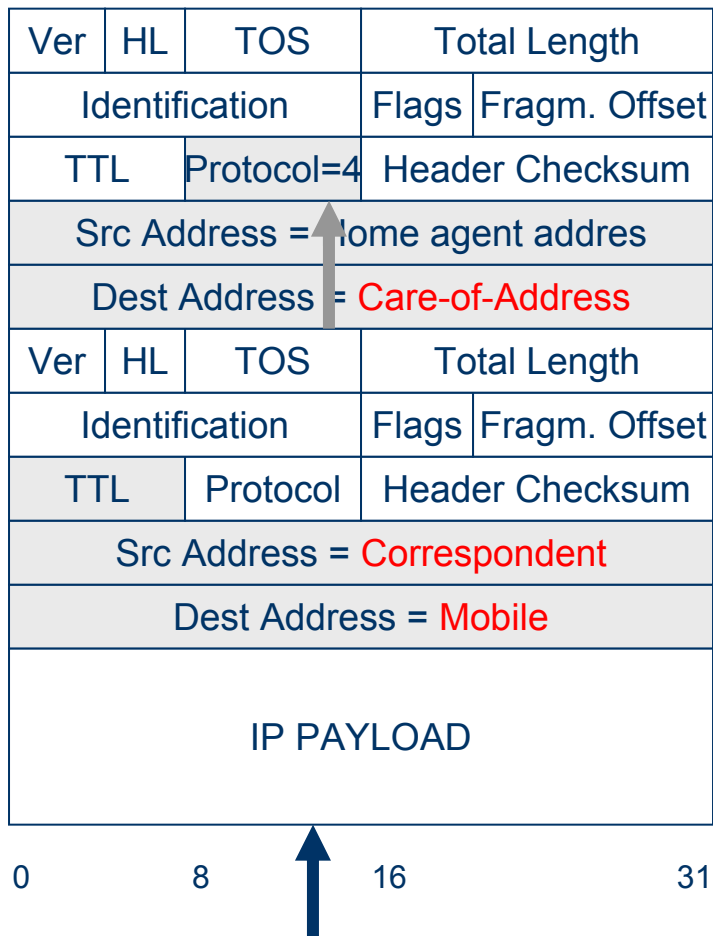 Ver HL TOS Total Length
Identification Flags Fragm. Offset
TTL Protocol=4 Header Checksum
Src Address = Home agent addres
Dest Address = Care-of-Address
Ver HL TOS Total Length
Identification Flags Fragm. Offset
TTL Protocol Header Checksum
Src Address = Correspondent
Dest Address = Mobile
IP PAYLOAD
0 8 16 31